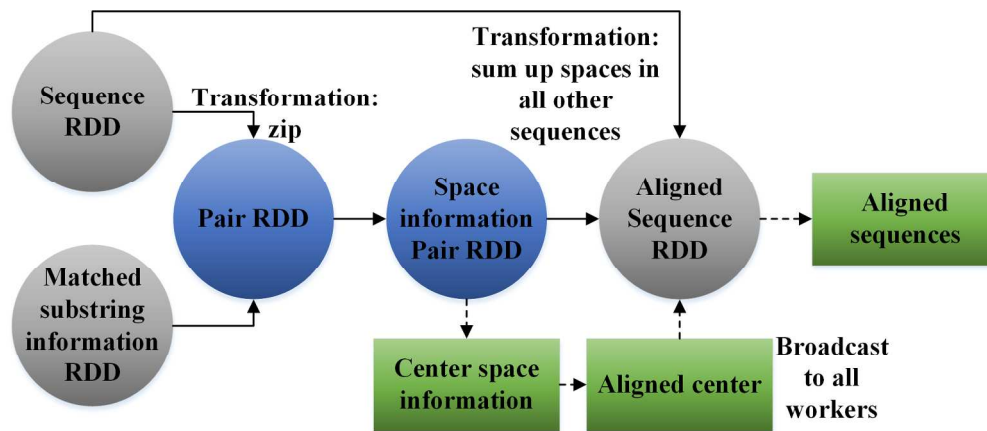 Sequence
RDD
Transformation:
zip
Transformation:
sum up spaces in
all other
sequences
Pair RDD
Space
information
Pair RDD
Aligned
Sequence
RDD
Aligned
sequences
Matched
substring
information
RDD
Center space
information
Aligned center
Broadcast
to all
workers